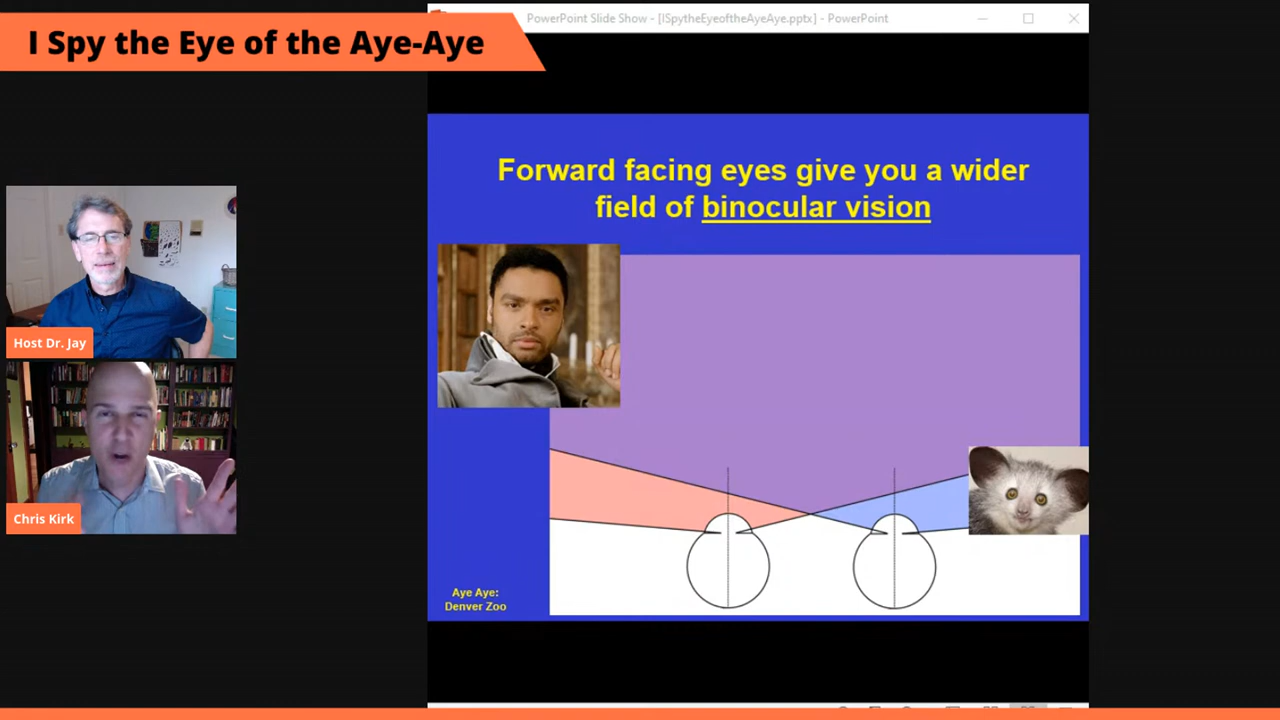 PowerPoint Slide Show - [ISpytheEyeoftheAyeAye.pptx] - PowerPoint
I Spy the Eye of the Aye-Aye
Forward facing eyes give you a wider
field of binocular vision
Host Dr. Jay
Chris Kirk
Aye Aye:
Denver Zoo